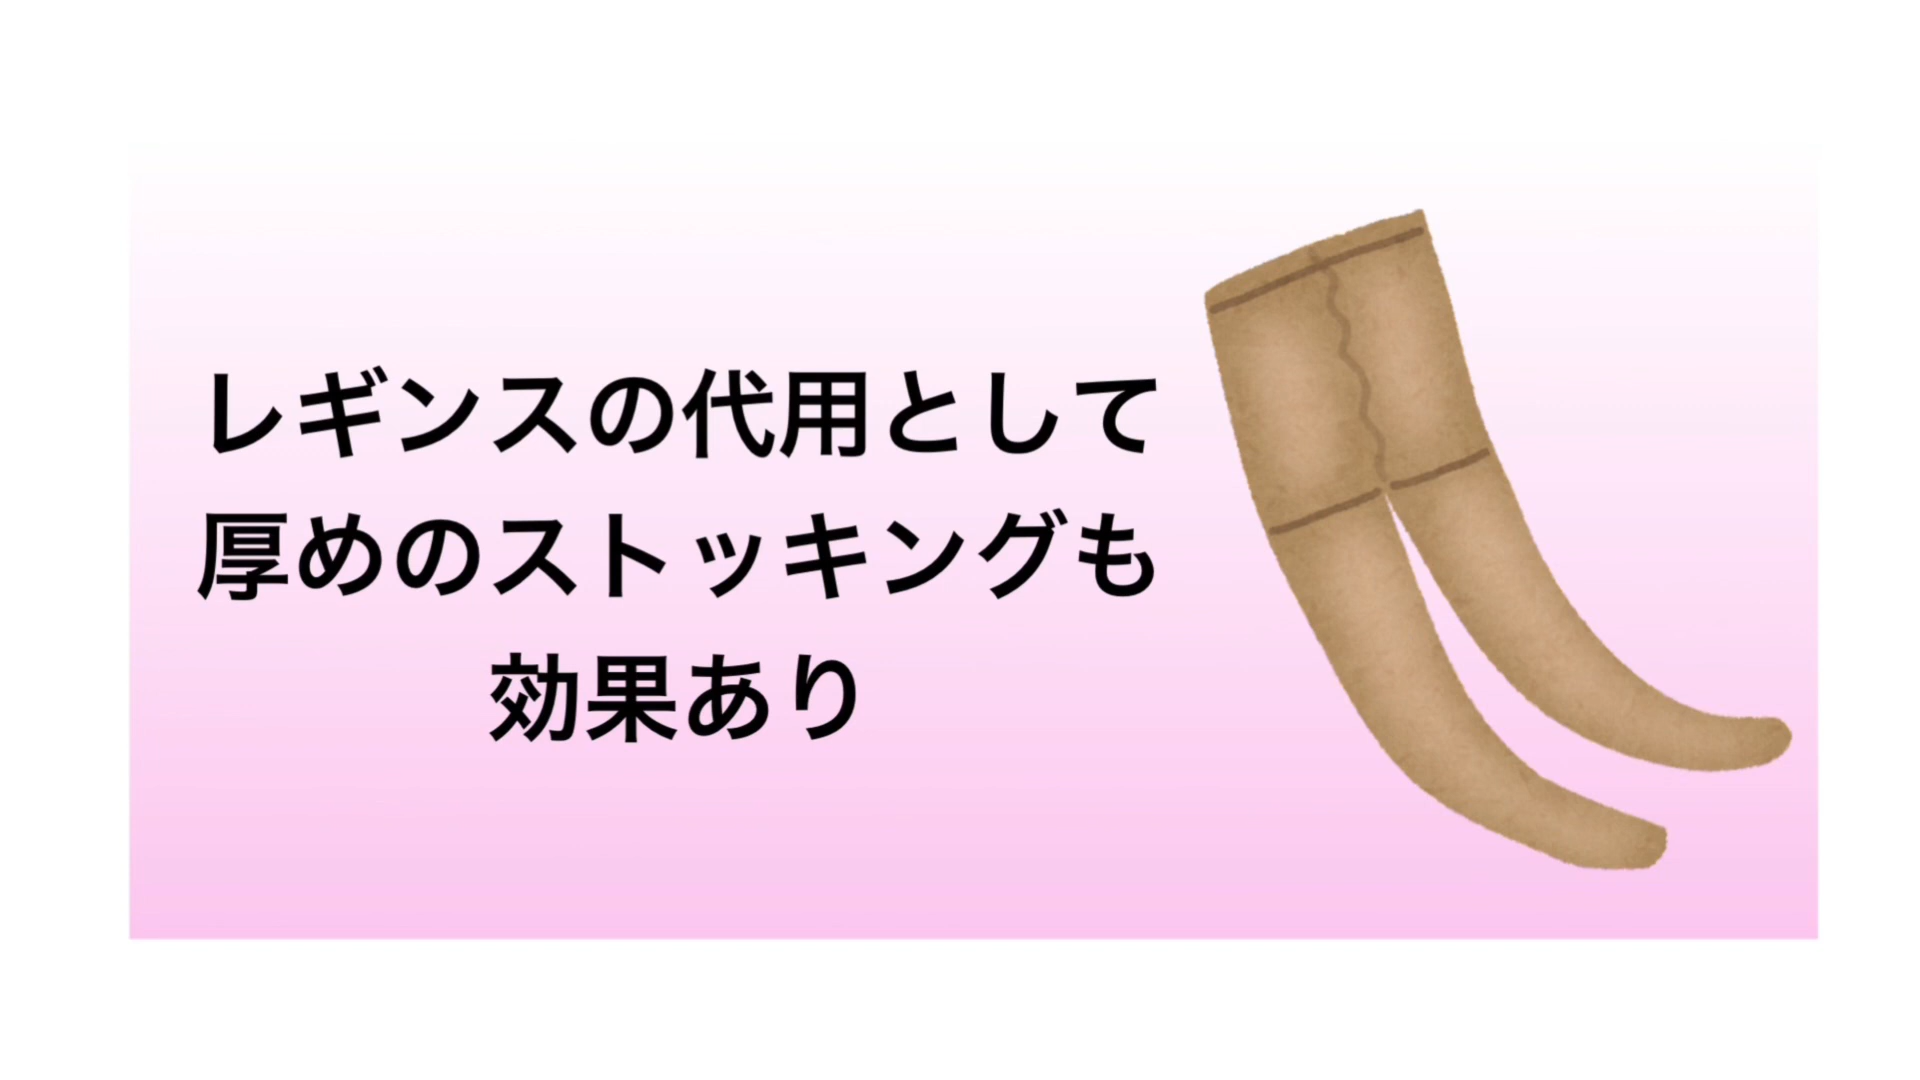 レギンスの代用として
厚めのストッキングも
効果あり